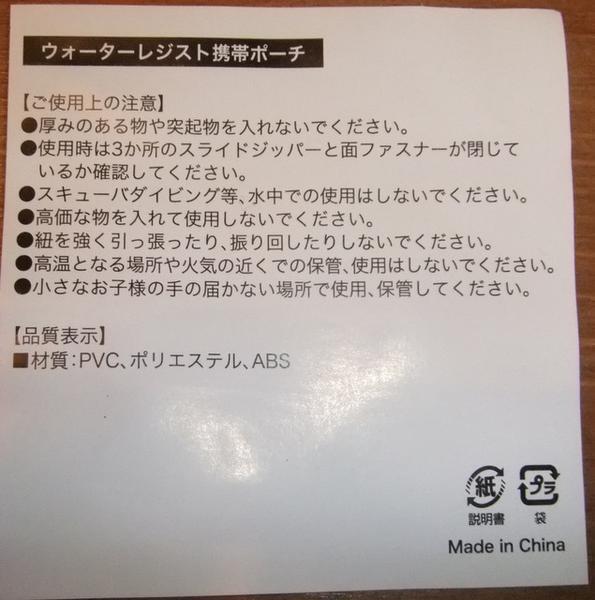 ウォーターレジスト携帯ポーチ
【ご使用上の注意】
●厚みのある物や突起物を入れないでください。
●使用時は3か所のスライドジッパーと面ファスナーが閉じて
いるか確認してください。
●スキューバダイビング等、水中での使用はしないでください。
●高価な物を入れて使用しないでください。
●紐を強く引っ張ったり、振り回したりしないでください。
●高温となる場所や火気の近くでの保管、使用はしないでください。
●小さなお子様の手の届かない場所で使用、保管してください。
【品質表示】
■材質:PVC、ポリエステル、ABS
紙 プラ
説明書 袋
Made in China